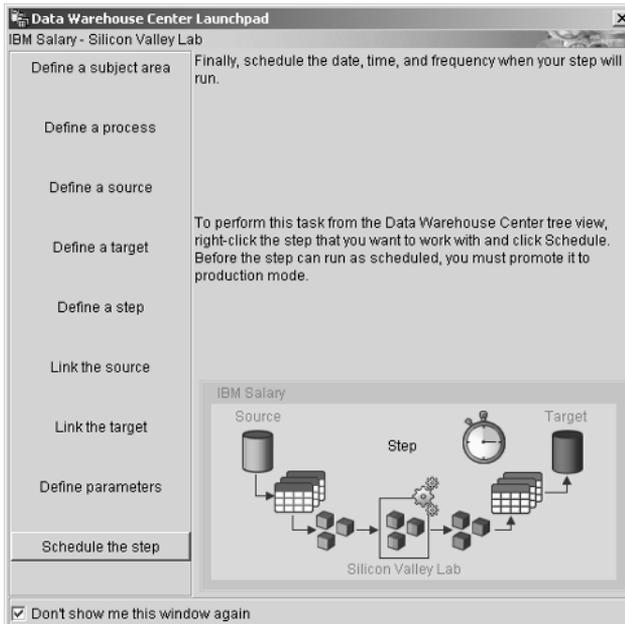 Data Warehouse Center Launchpad
IBM Salary - Silicon Valley Lab
Define a subject area
Define a process
Define a source
Define a target
Define a step
Link the source
Link the target
Define parameters
Schedule the step
Finally, schedule the date, time, and frequency when your step will
run.
To perform this task from the Data Warehouse Center tree view,
right-click the step that you want to work with and click Schedule.
Before the step can run as scheduled, you must promote it to
production mode.
IBM Salary
Source
Step
Target
Silicon Valley Lab
Don't show me this window again